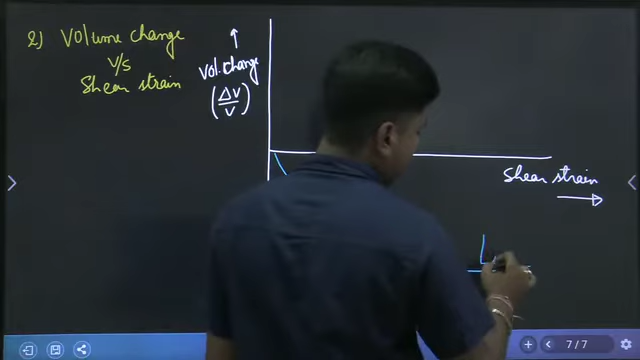 2) Volume change
v/s
Shear strain
Vol. change
(ΔV/V)
Shear strain
L
7 / 7